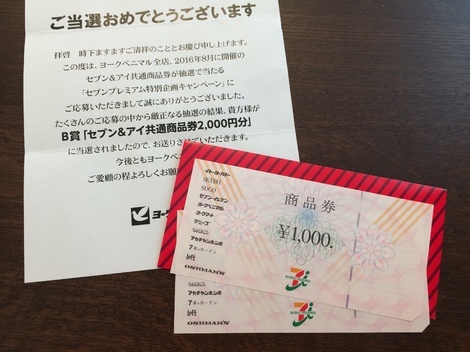 ご当選おめでとうございます
拝啓 時下ますますご清祥のこととお慶び申し上げます。
この度は、ヨークベニマル全店、2016年8月に開催の
セブン&アイ共通商品券が抽選で当たる
「セブンプレミアム特別企画キャンペーン」に
ご応募いただきまして誠にありがとうございました。
たくさんのご応募の中から厳正なる抽選の結果、貴方様が
B賞「セブン&アイ共通商品券2,000円分」
に当選されましたので、お送りさせていただきます。
今後ともヨークベ
ご愛顧の程よろしくお願
ヨーク
イトーヨーカドー
SEIBU
SOGO
セブン-イレブン
ヨークベニマル
ヨークマート
デニーズ
アカチャンホンポ
7美のガーデン
Loft
OSHMAN'S
商品券
¥1,000.
アカチャンホンポ
Loft
OSHMAN'S